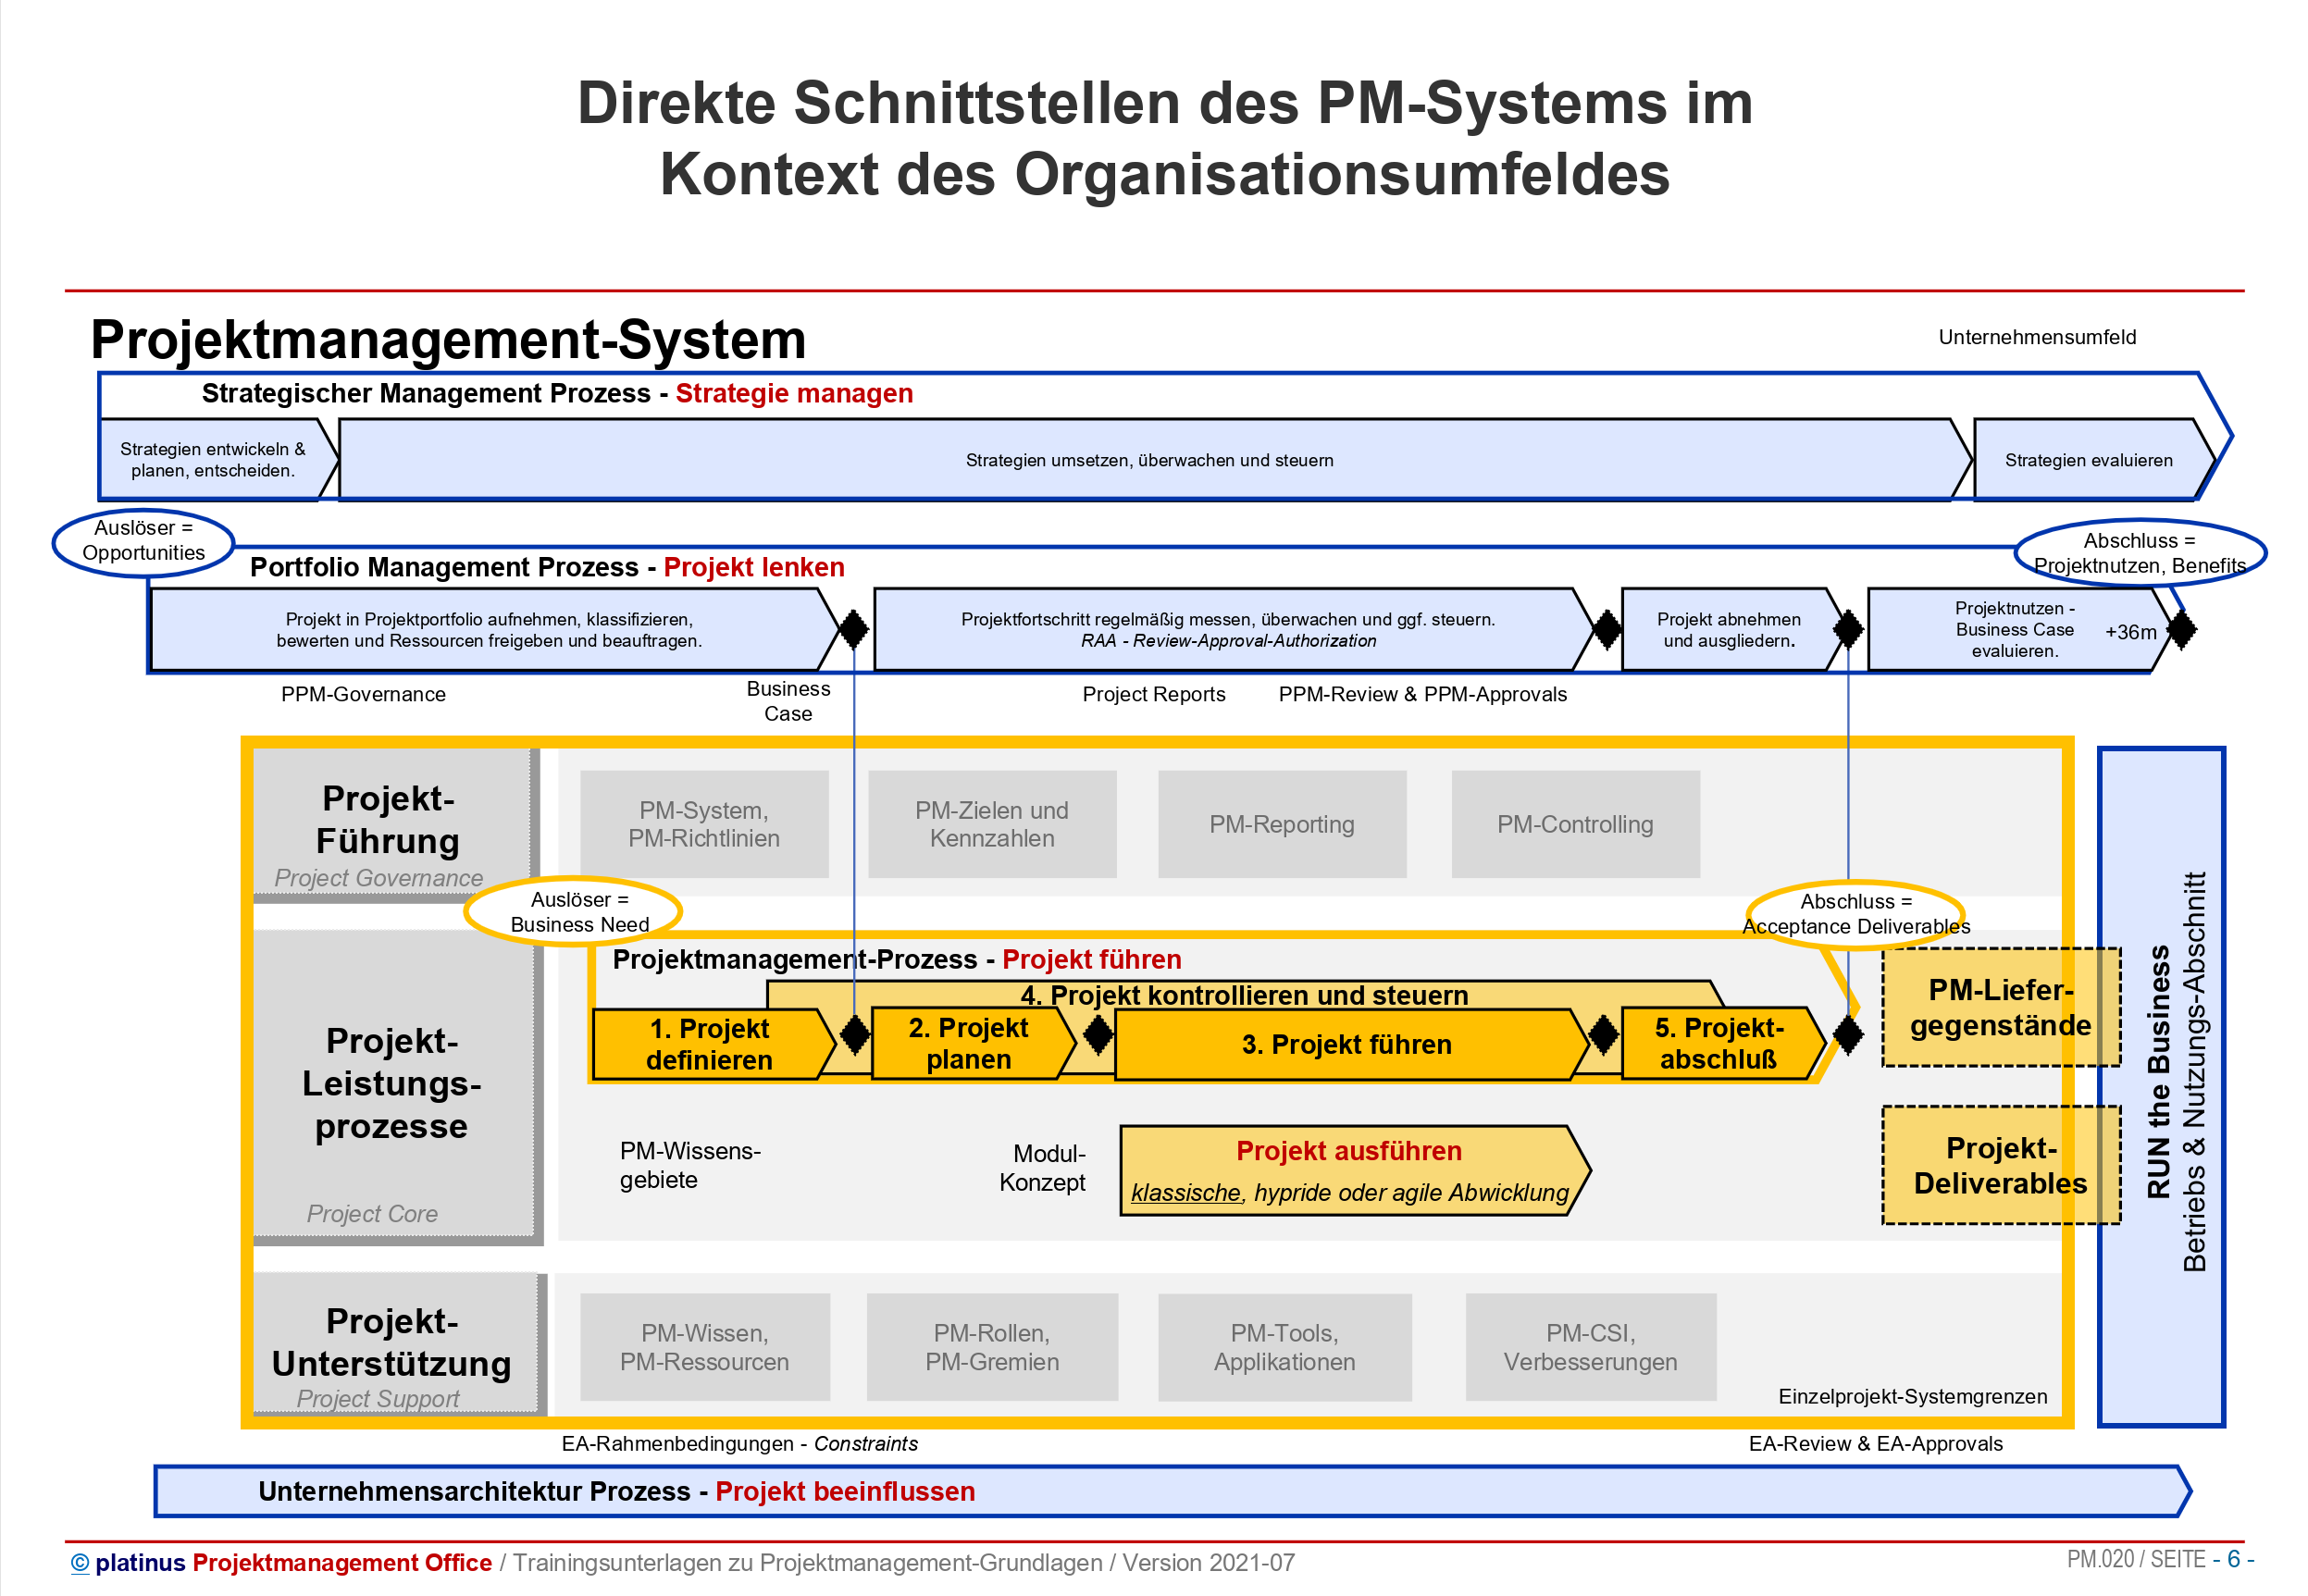 Direkte Schnittstellen des PM-Systems im
Kontext des Organisationsumfeldes
Projektmanagement-System
Unternehmensumfeld
Strategischer Management Prozess - Strategie managen
Strategien entwickeln &
planen, entscheiden.
Strategien umsetzen, überwachen und steuern
Strategien evaluieren
Auslöser =
Opportunities
Abschluss =
Projektnutzen, Benefits
Portfolio Management Prozess - Projekt lenken
Projekt in Projektportfolio aufnehmen, klassifizieren,
bewerten und Ressourcen freigeben und beauftragen.
Projektfortschritt regelmäßig messen, überwachen und ggf. steuern.
RAA - Review-Approval-Authorization
Projekt abnehmen
und ausgliedern.
Projektnutzen -
Business Case
evaluieren.
+36m
PPM-Governance
Business
Case
Project Reports
PPM-Review & PPM-Approvals
Projekt-
Führung
Project Governance
PM-System,
PM-Richtlinien
PM-Zielen und
Kennzahlen
PM-Reporting
PM-Controlling
Auslöser =
Business Need
Abschluss =
Acceptance Deliverables
Projekt-
Leistungs-
prozesse
Project Core
Projektmanagement-Prozess - Projekt führen
4. Projekt kontrollieren und steuern
1. Projekt
definieren
2. Projekt
planen
3. Projekt führen
5. Projekt-
abschluß
PM-Liefer-
gegenstände
PM-Wissens-
gebiete
Modul-
Konzept
Projekt ausführen
klassische, hypride oder agile Abwicklung
Projekt-
Deliverables
RUN the Business
Betriebs & Nutzungs-Abschnitt
Projekt-
Unterstützung
Project Support
PM-Wissen,
PM-Ressourcen
PM-Rollen,
PM-Gremien
PM-Tools,
Applikationen
PM-CSI,
Verbesserungen
Einzelprojekt-Systemgrenzen
EA-Rahmenbedingungen - Constraints
EA-Review & EA-Approvals
Unternehmensarchitektur Prozess - Projekt beeinflussen
© platinus Projektmanagement Office / Trainingsunterlagen zu Projektmanagement-Grundlagen / Version 2021-07
PM.020 / SEITE - 6 -